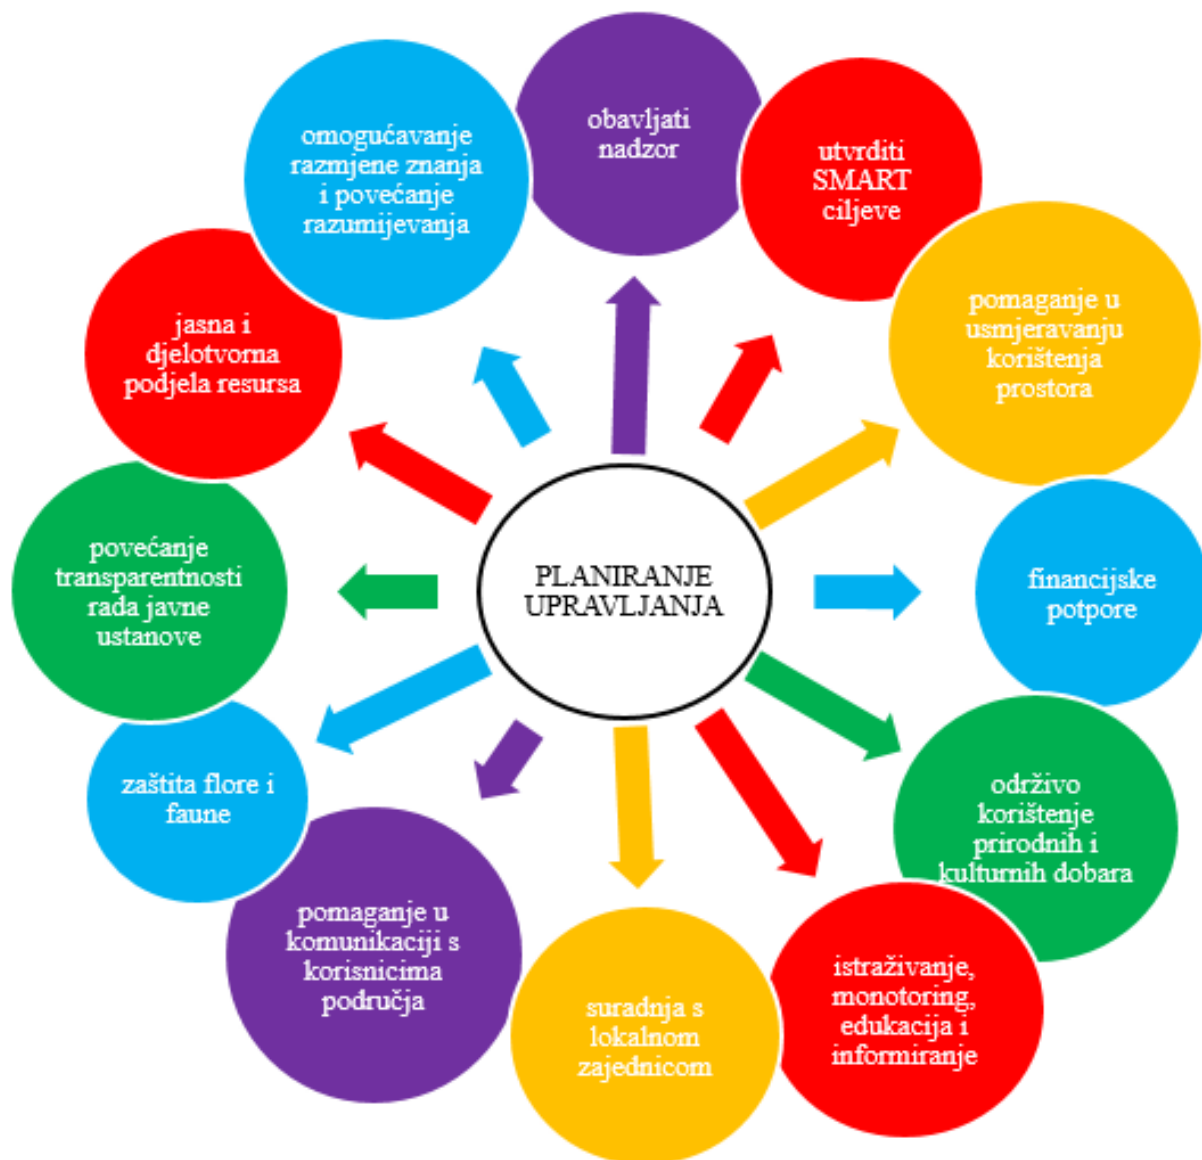 obavljati
nadzor
utvrditi
SMART
ciljeve
pomaganje u
usmjeravanju
korištenja
prostora
financijske
potpore
održivo
korištenje
prirodnih i
kulturnih dobara
istraživanje,
monotoring,
edukacija i
informiranje
suradnja s
lokalnom
zajednicom
pomaganje u
komunikaciji s
korisnicima
područja
zaštita flore i
faune
povećanje
transparentnosti
rada javne
ustanove
jasna i
djelotvorna
podjela resursa
omogućavanje
razmjene znanja
i povećanje
razumijevanja
PLANIRANJE
UPRAVLJANJA